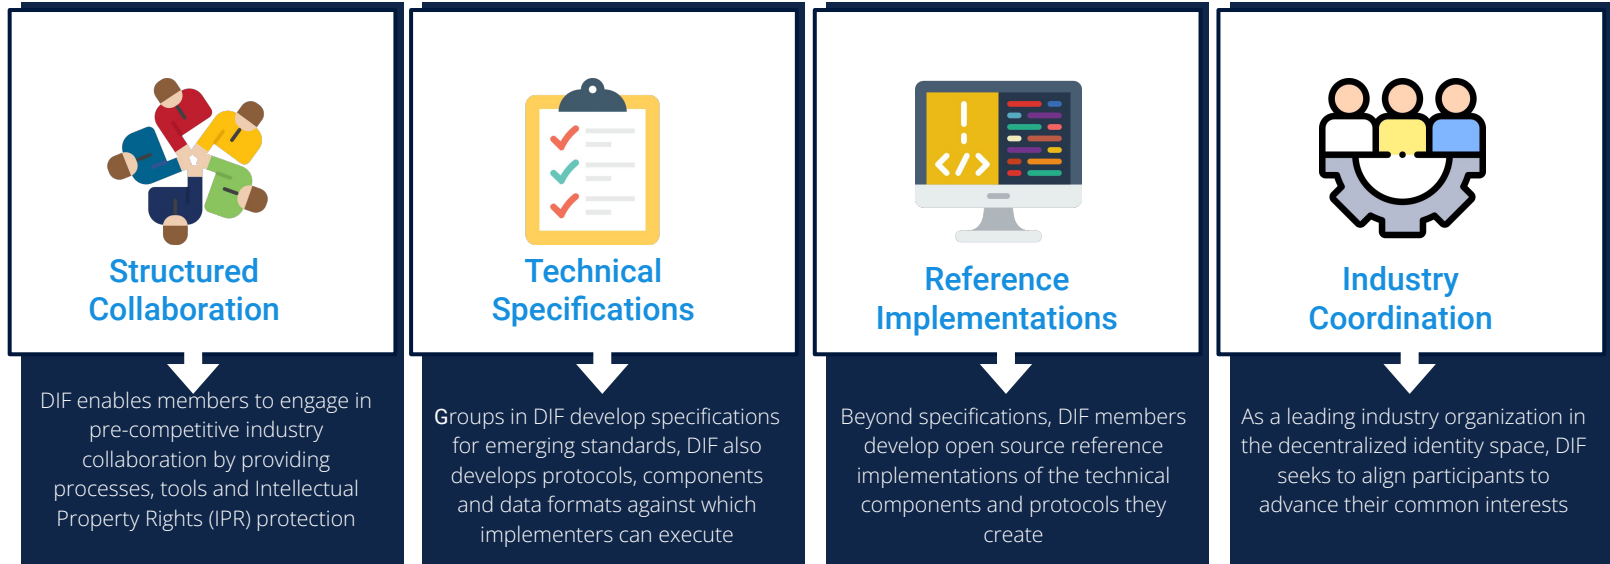 Structured
Collaboration
DIF enables members to engage in
pre-competitive industry
collaboration by providing
processes, tools and Intellectual
Property Rights (IPR) protection
Technical
Specifications
Groups in DIF develop specifications
for emerging standards, DIF also
develops protocols, components
and data formats against which
implementers can execute
Reference
Implementations
Beyond specifications, DIF members
develop open source reference
implementations of the technical
components and protocols they
create
Industry
Coordination
As a leading industry organization in
the decentralized identity space, DIF
seeks to align participants to
advance their common interests